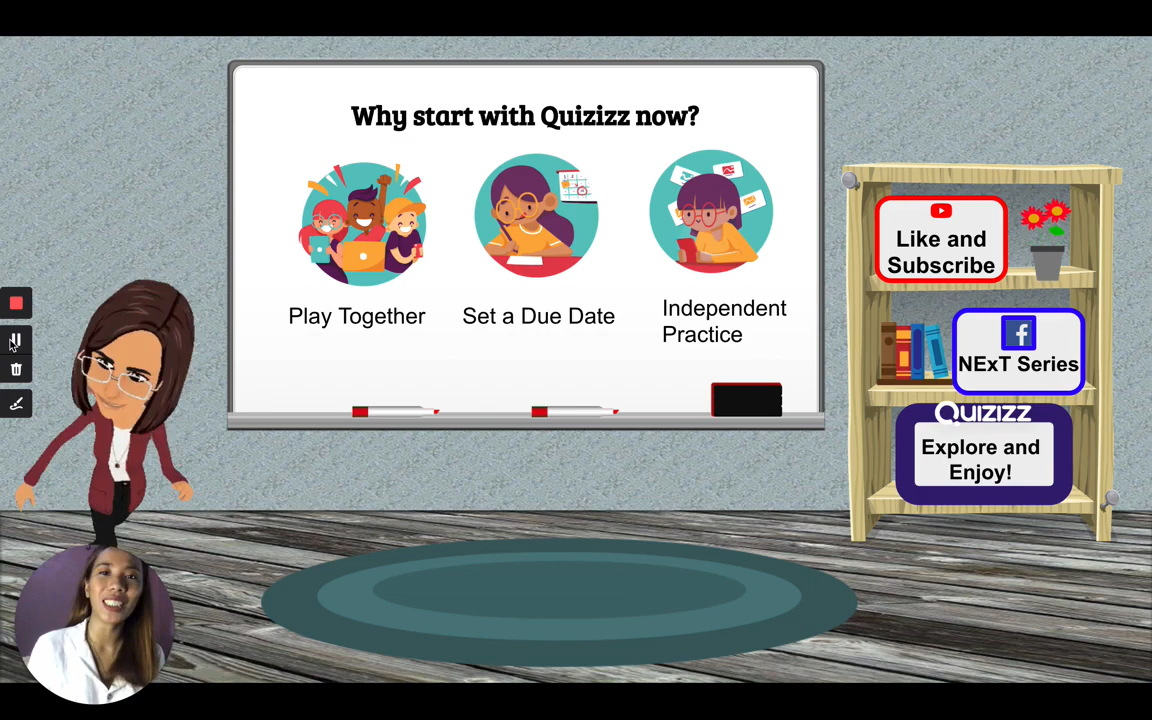 Why start with Quizizz now?
Play Together
Set a Due Date
Independent
Practice
Like and
Subscribe
f
NExT Series
QUIZIZZ
Explore and
Enjoy!